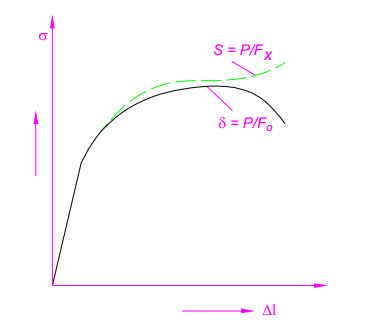 σ
S = P/Fx
δ = P/Fo
Δl